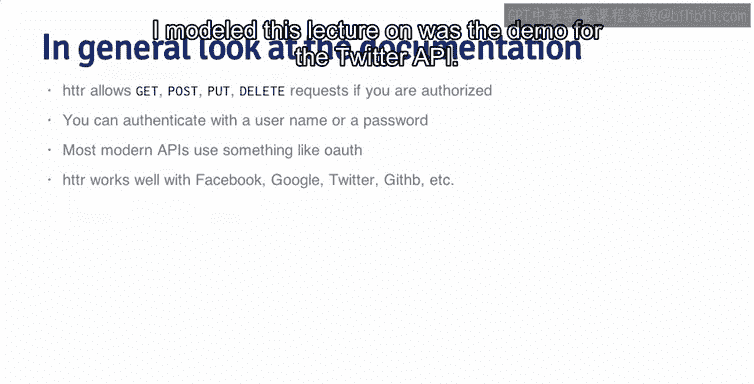 I modeled this lecture on was the demo for
the Twitter API.
In general look at the documentation
· httr allows GET, POST, PUT, DELETE requests if you are authorized
· You can authenticate with a user name or a password
· Most modern APIs use something like oauth
· httr works well with Facebook, Google, Twitter, Githb, etc.